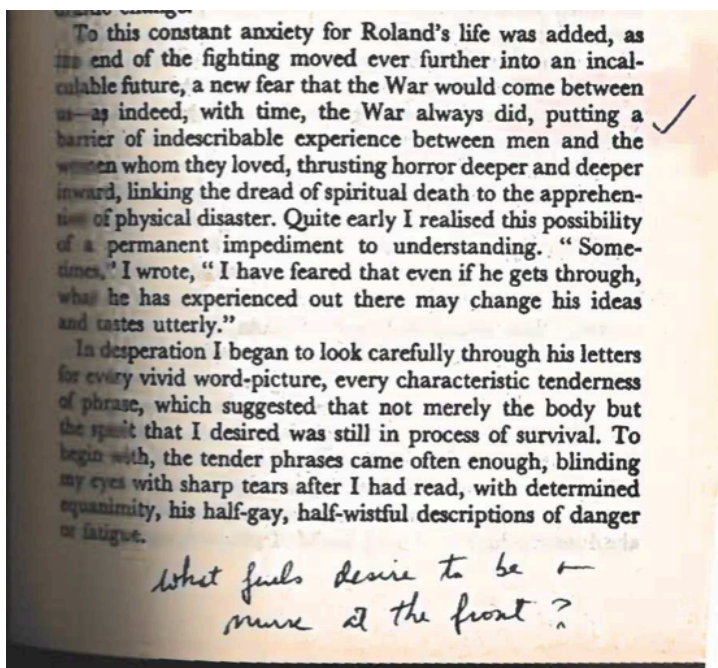 To this constant anxiety for Roland's life was added, as
the end of the fighting moved ever further into an incal-
culable future, a new fear that the War would come between
us—as indeed, with time, the War always did, putting a
barrier of indescribable experience between men and the
women whom they loved, thrusting horror deeper and deeper
inward, linking the dread of spiritual death to the apprehen-
sion of physical disaster. Quite early I realised this possibility
of a permanent impediment to understanding. “ Some-
times,” I wrote, “ I have feared that even if he gets through,
what he has experienced out there may change his ideas
and tastes utterly.”
In desperation I began to look carefully through his letters
for every vivid word-picture, every characteristic tenderness
of phrase, which suggested that not merely the body but
the spirit that I desired was still in process of survival. To
begin with, the tender phrases came often enough, blinding
my eyes with sharp tears after I had read, with determined
equanimity, his half-gay, half-wistful descriptions of danger
or fatigue.
what fuels desire to be a
nurse at the front ?